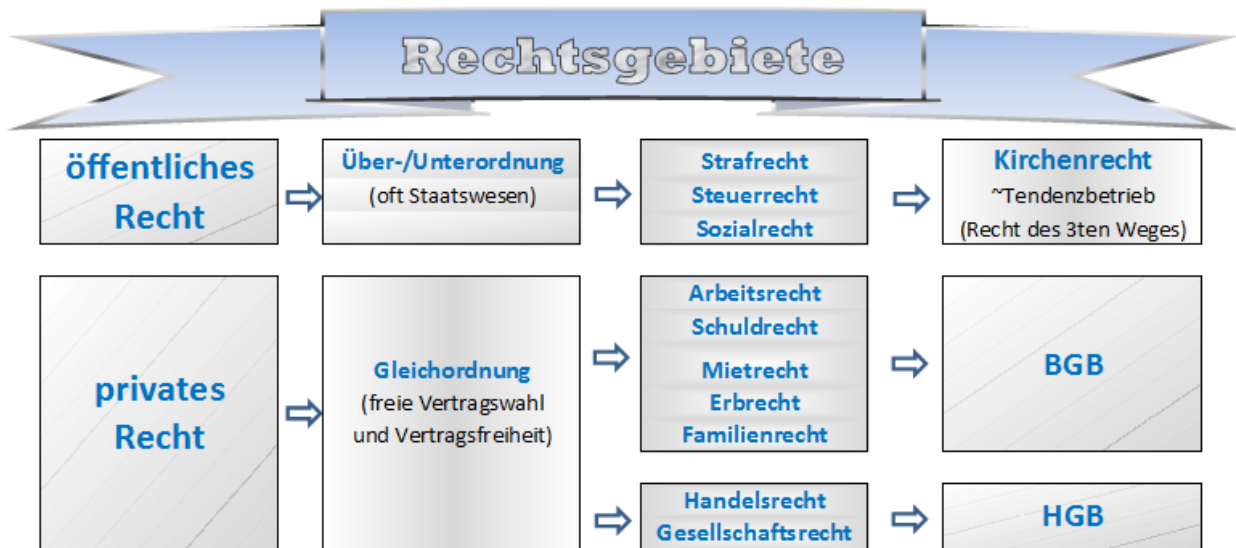 Rechtsgebiete
öffentliches
Recht
Über-/Unterordnung
(oft Staatswesen)
Strafrecht
Steuerrecht
Sozialrecht
Kirchenrecht
~Tendenzbetrieb
(Recht des 3ten Weges)
privates
Recht
Gleichordnung
(freie Vertragswahl
und Vertragsfreiheit)
Arbeitsrecht
Schuldrecht
Mietrecht
Erbrecht
Familienrecht
BGB
Handelsrecht
Gesellschaftsrecht
HGB